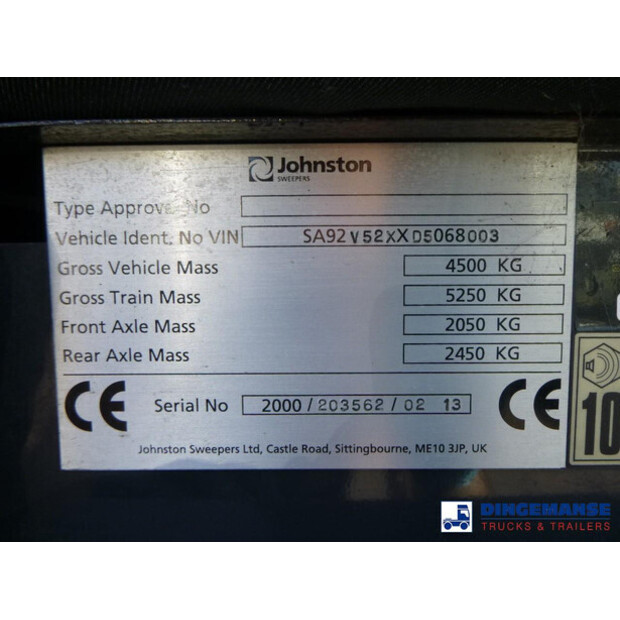 Johnston
SWEEPERS
Type Approval No
Vehicle Ident. No VIN SA92V52XXD5068003
Gross Vehicle Mass 4500 KG
Gross Train Mass 5250 KG
Front Axle Mass 2050 KG
Rear Axle Mass 2450 KG
CE Serial No 2000/203562/02 13 CE
Johnston Sweepers Ltd, Castle Road, Sittingbourne, ME10 3JP, UK
10
DINGEMANSE
TRUCKS & TRAILERS